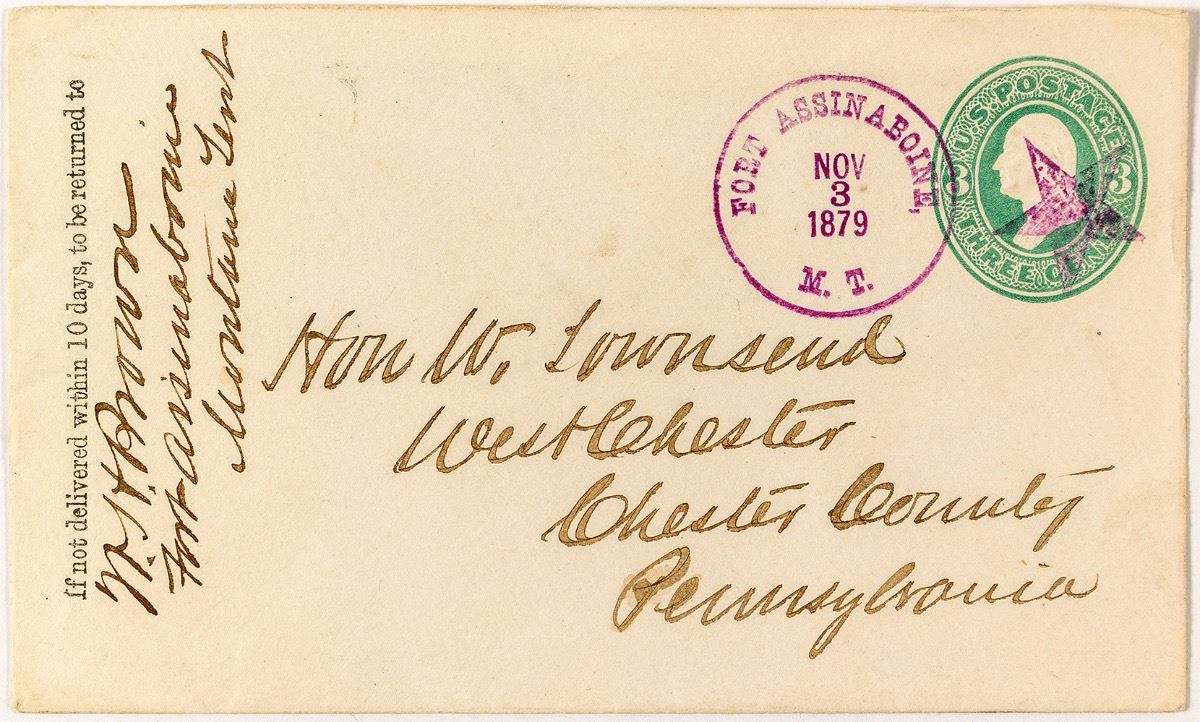 If not delivered within 10 days, to be returned to
W. H. Brown
Fort Assinaboine
Montana Terrt
FORT ASSINABOINE,
NOV
3
1879
M. T.
U.S. POSTAGE
3 3
THREE CENTS
Hon W. Townsend
West Chester
Chester County
Pennsylvania